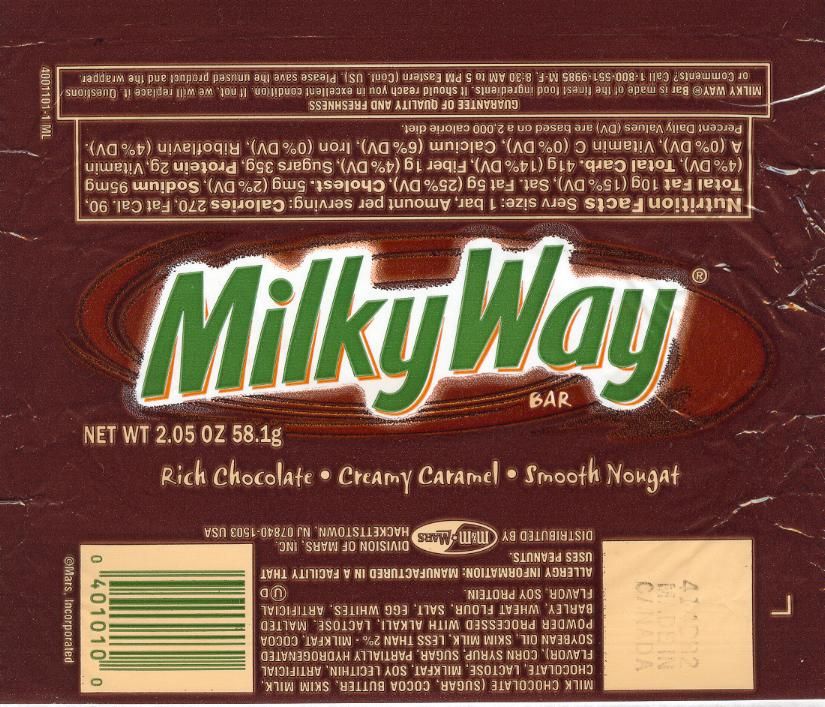 4001101-1 ML
GUARANTEE OF QUALITY AND FRESHNESS
MILKY WAY® Bar is made of the finest food ingredients. It should reach you in excellent condition. If not, we will replace it. Questions
or Comments? Call 1-800-551-9985 M-F, 8:30 AM to 5 PM Eastern (Cont. US). Please save the unused product and the wrapper.
Nutrition Facts Serv size: 1 bar, Amount per serving: Calories 270, Fat Cal. 90,
Total Fat 10g (15% DV), Sat. Fat 5g (25% DV), Cholest. 5mg (2% DV), Sodium 95mg
(4% DV), Total Carb. 41g (14% DV), Fiber 1g (4% DV), Sugars 35g, Protein 2g, Vitamin
A (0% DV), Vitamin C (0% DV), Calcium (6% DV), Iron (0% DV), Riboflavin (4% DV).
Percent Daily Values (DV) are based on a 2,000 calorie diet.
Milky Way®
BAR
NET WT 2.05 OZ 58.1g
Rich Chocolate • Creamy Caramel • Smooth Nougat
MILK CHOCOLATE (SUGAR, COCOA BUTTER, SKIM MILK,
CHOCOLATE, LACTOSE, MILKFAT, SOY LECITHIN, ARTIFICIAL
FLAVOR), CORN SYRUP, SUGAR, PARTIALLY HYDROGENATED
SOYBEAN OIL, SKIM MILK, LESS THAN 2% - MILKFAT, COCOA
POWDER PROCESSED WITH ALKALI, LACTOSE, MALTED
BARLEY, WHEAT FLOUR, SALT, EGG WHITES, ARTIFICIAL
FLAVOR, SOY PROTEIN.
U D
ALLERGY INFORMATION: MANUFACTURED IN A FACILITY THAT
USES PEANUTS.
DISTRIBUTED BY M&M • MARS DIVISION OF MARS, INC.
HACKETTSTOWN, NJ 07840-1503 USA
0 401010 0
©Mars, Incorporated
MADE IN
CANADA
L